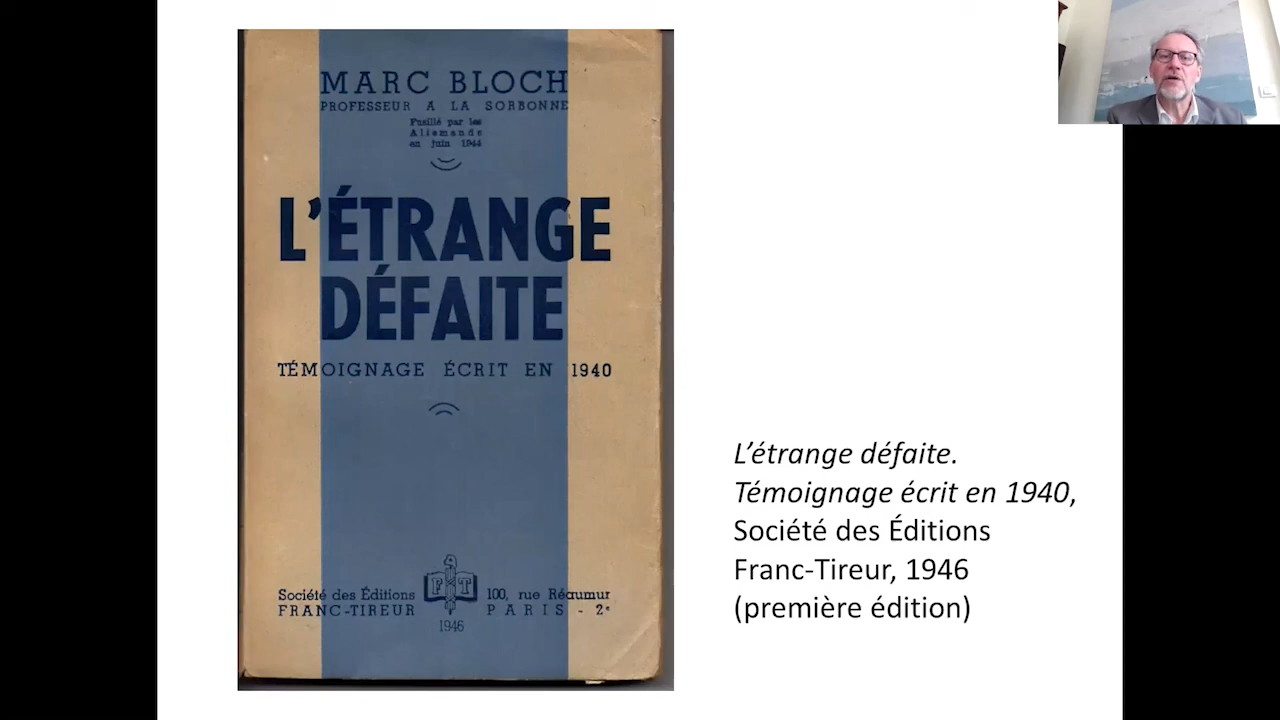 MARC BLOCH
PROFESSEUR A LA SORBONNE
Fusillé par les
Allemands
en juin 1944
L'ÉTRANGE
DÉFAITE
TÉMOIGNAGE ÉCRIT EN 1940
Société des Éditions
FRANC-TIREUR
F T
1946
100, rue Réaumur
PARIS - 2e
L'étrange défaite.
Témoignage écrit en 1940,
Société des Éditions
Franc-Tireur, 1946
(première édition)